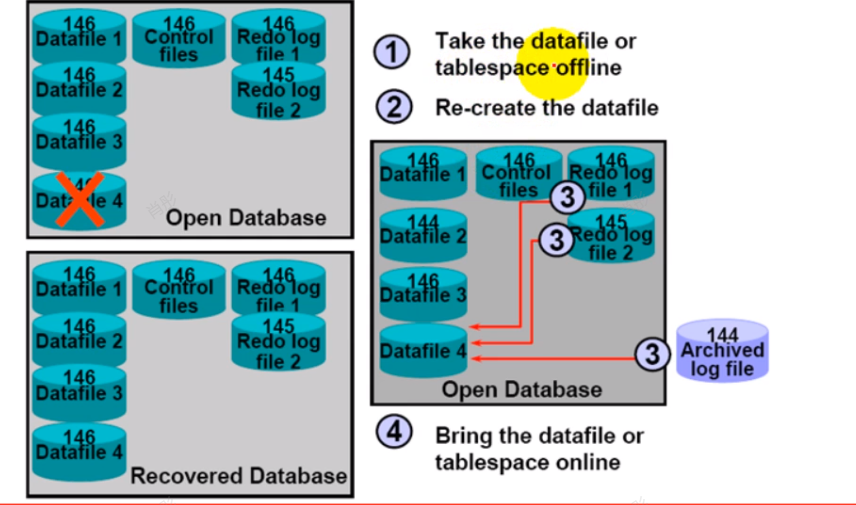 146
Datafile 1
146
Control
files
146
Redo log
file 1
146
Datafile 2
145
Redo log
file 2
146
Datafile 3
Datafile 4
Open Database
1
Take the datafile or
tablespace offline
2
Re-create the datafile
146
Datafile 1
146
Control
files
146
Redo log
file 1
3
144
Datafile 2
3
145
Redo log
file 2
146
Datafile 3
Datafile 4
3
144
Archived
log file
Open Database
146
Datafile 1
146
Control
files
146
Redo log
file 1
146
Datafile 2
145
Redo log
file 2
146
Datafile 3
146
Datafile 4
Recovered Database
4
Bring the datafile or
tablespace online